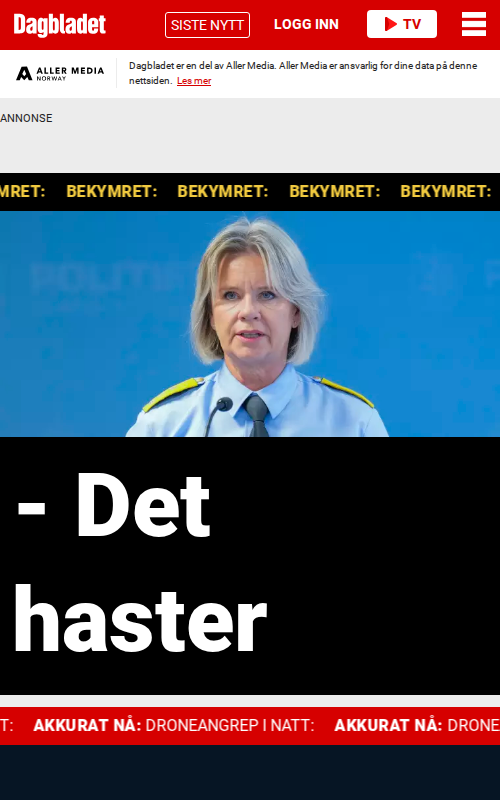 Dagbladet
SISTE NYTT
LOGG INN
TV
ALLER MEDIA
NORWAY
Dagbladet er en del av Aller Media. Aller Media er ansvarlig for dine data på denne
nettsiden. Les mer
ANNONSE
MRET: BEKYMRET: BEKYMRET: BEKYMRET: BEKYMRET:
POLITI
- Det
haster
T: AKKURAT NÅ: DRONEANGREP I NATT: AKKURAT NÅ: DRONE